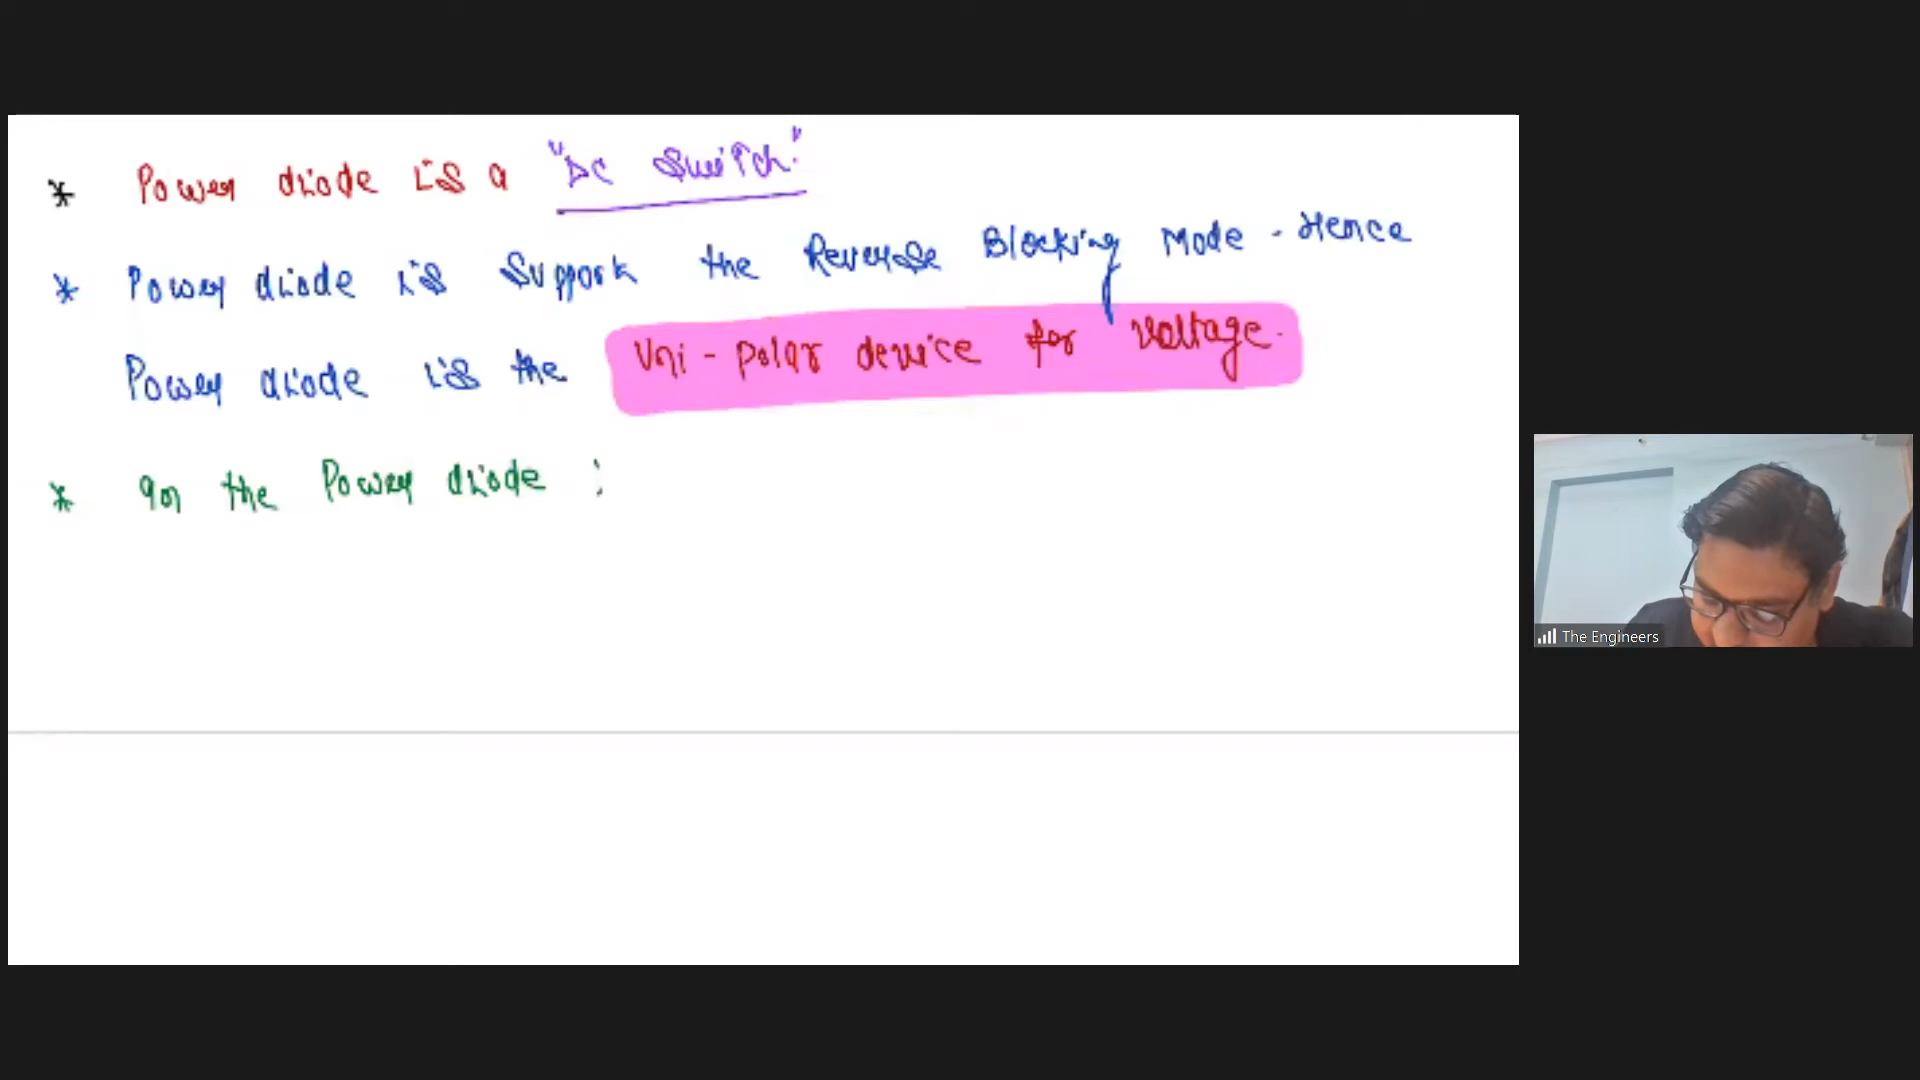 * Power diode is a "DC Switch."
* Power diode is support the Reverse Blocking Mode - Hence
Power diode is the Uni - polar device for voltage.
* In the Power diode :
The Engineers